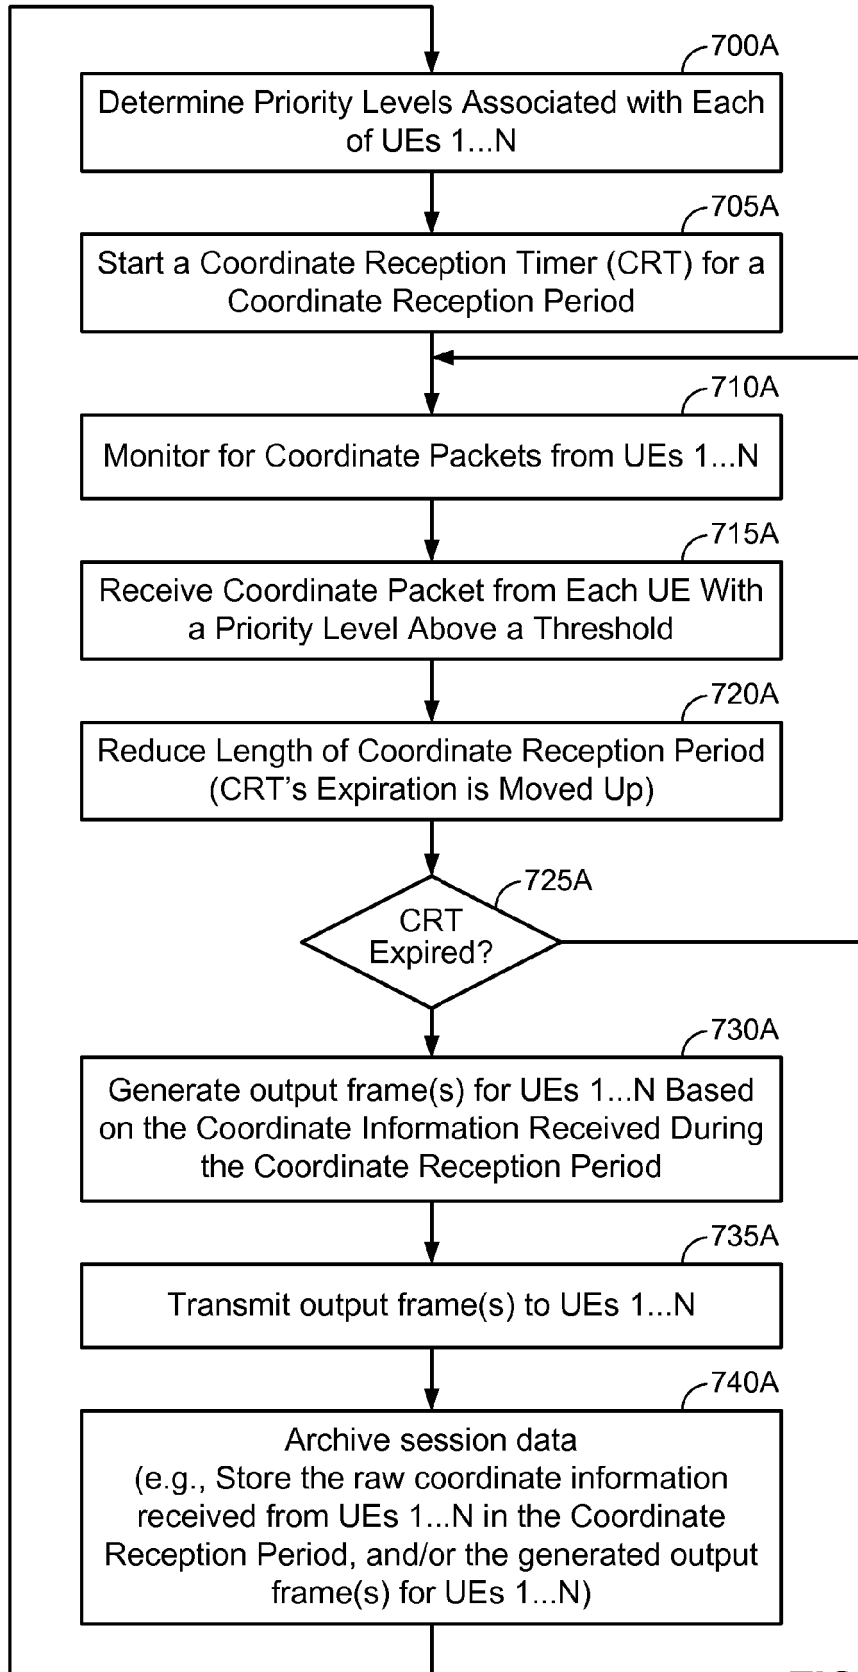 700A
Determine Priority Levels Associated with Each
of UEs 1...N
705A
Start a Coordinate Reception Timer (CRT) for a
Coordinate Reception Period
710A
Monitor for Coordinate Packets from UEs 1...N
715A
Receive Coordinate Packet from Each UE With
a Priority Level Above a Threshold
720A
Reduce Length of Coordinate Reception Period
(CRT's Expiration is Moved Up)
725A
CRT
Expired?
730A
Generate output frame(s) for UEs 1...N Based
on the Coordinate Information Received During
the Coordinate Reception Period
735A
Transmit output frame(s) to UEs 1...N
740A
Archive session data
(e.g., Store the raw coordinate information
received from UEs 1...N in the Coordinate
Reception Period, and/or the generated output
frame(s) for UEs 1...N)